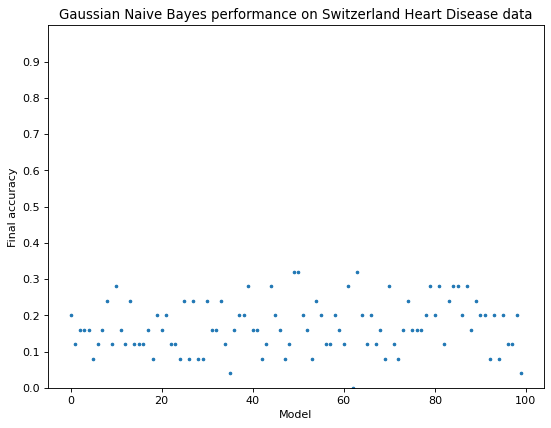 Gaussian Naive Bayes performance on Switzerland Heart Disease data
0.9
0.8
0.7
0.6
0.5
0.4
0.3
0.2
0.1
0.0
Final accuracy
0 20 40 60 80 100
Model